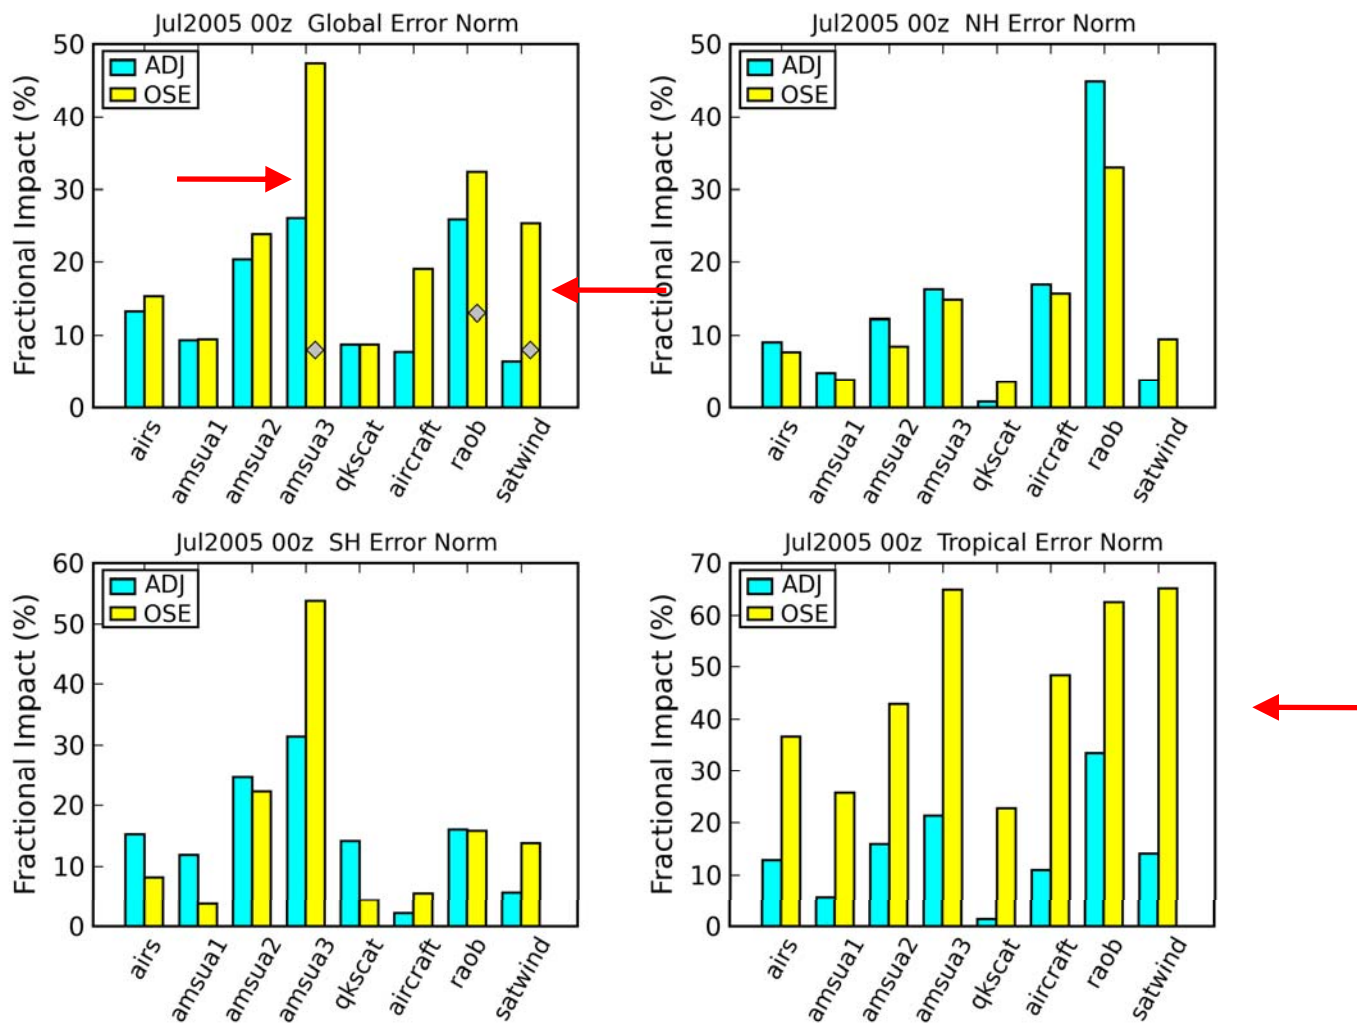 Jul2005 00z  Global Error Norm
Fractional Impact (%)
50
40
30
20
10
0
ADJ
OSE
airs
amsua1
amsua2
amsua3
qkscat
aircraft
raob
satwind
Jul2005 00z  NH Error Norm
Fractional Impact (%)
50
40
30
20
10
0
ADJ
OSE
airs
amsua1
amsua2
amsua3
qkscat
aircraft
raob
satwind
Jul2005 00z  SH Error Norm
Fractional Impact (%)
60
50
40
30
20
10
0
ADJ
OSE
airs
amsua1
amsua2
amsua3
qkscat
aircraft
raob
satwind
Jul2005 00z  Tropical Error Norm
Fractional Impact (%)
70
60
50
40
30
20
10
0
ADJ
OSE
airs
amsua1
amsua2
amsua3
qkscat
aircraft
raob
satwind